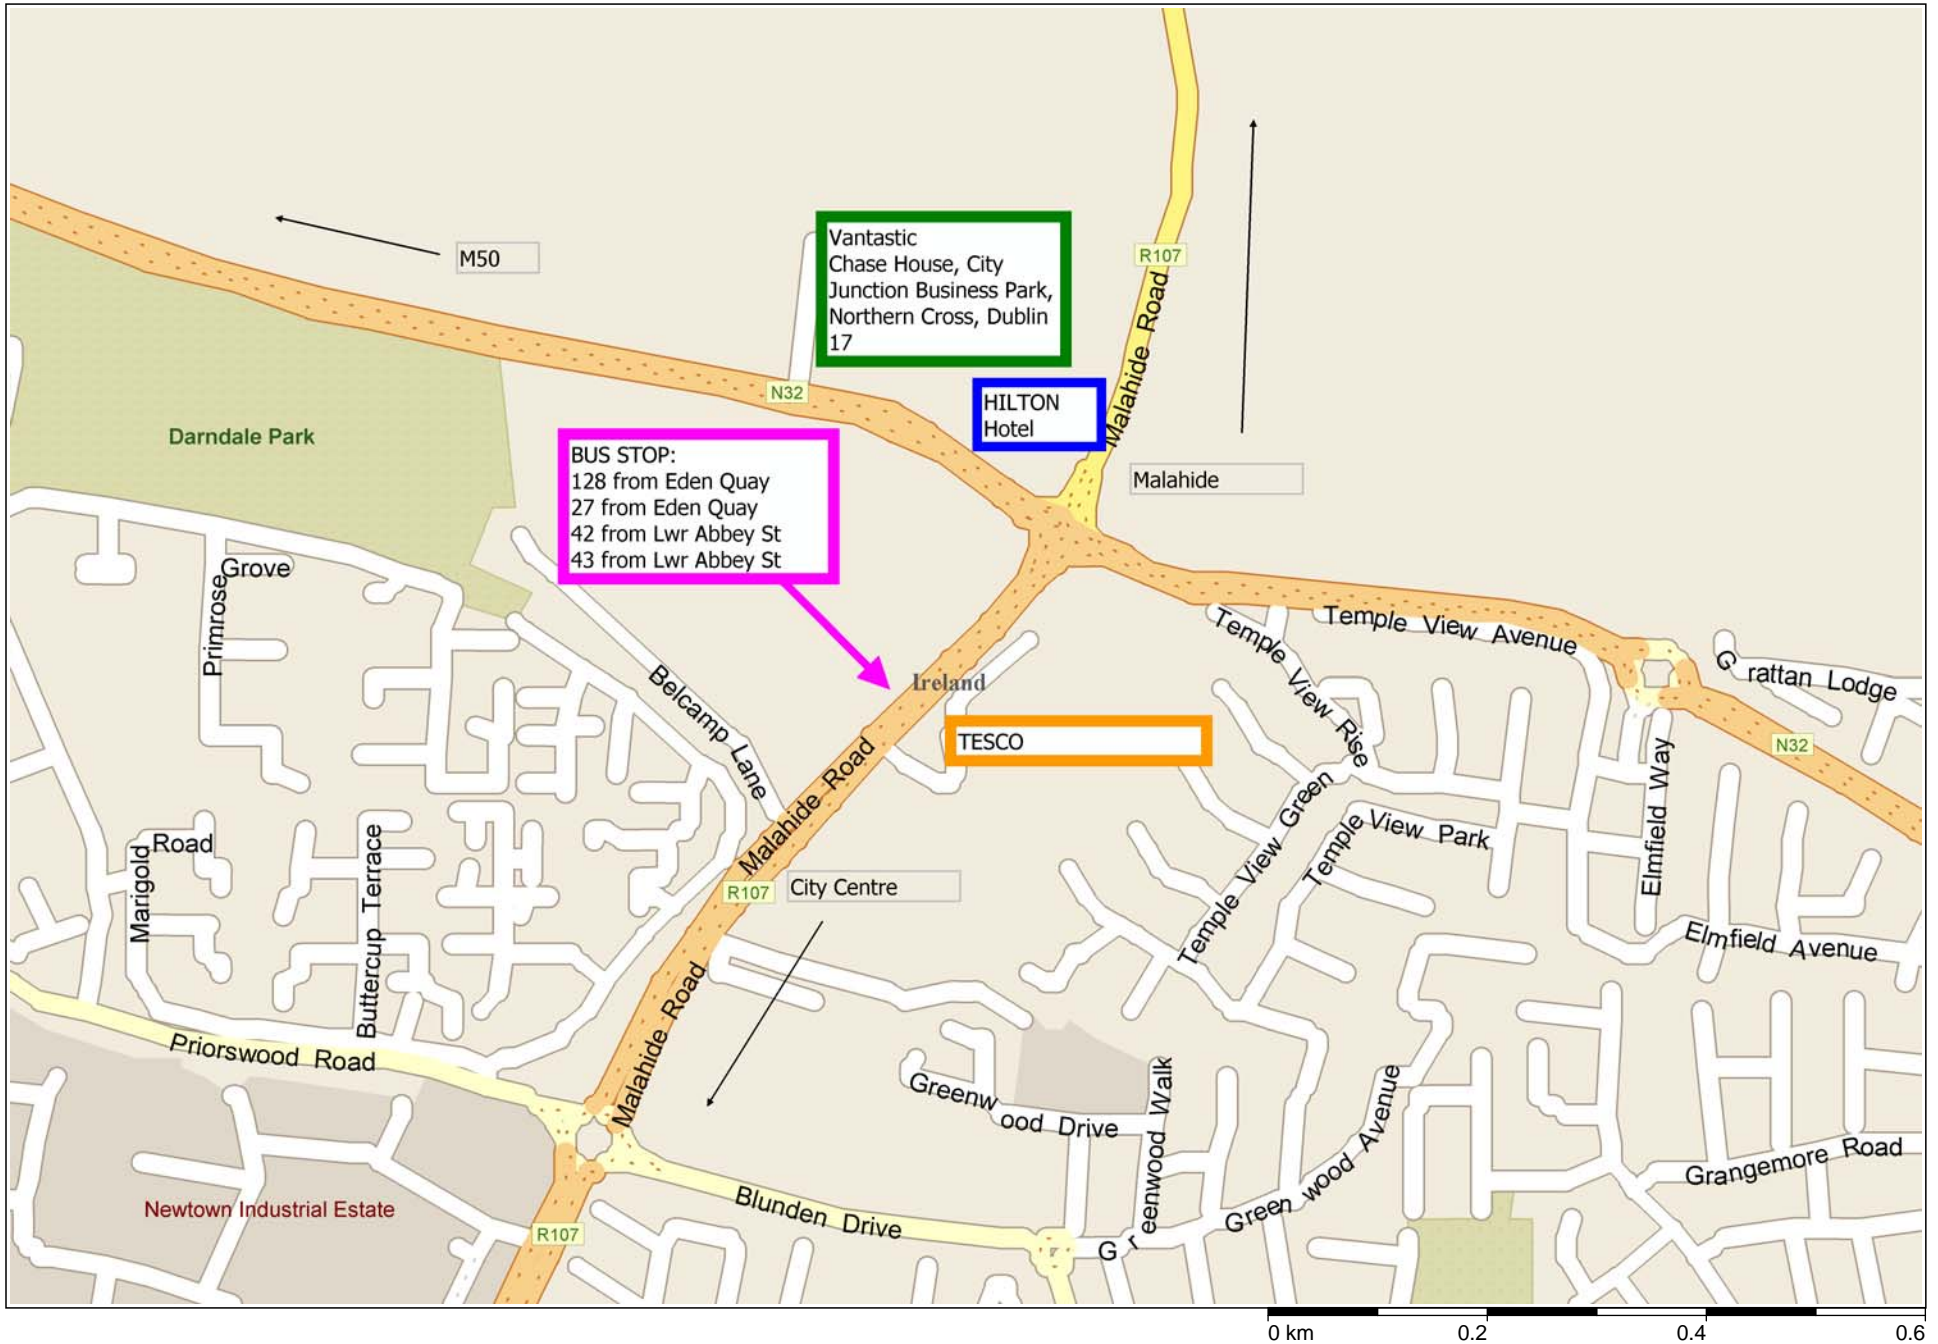 M50
Vantastic
Chase House, City
Junction Business Park,
Northern Cross, Dublin
17
R107
Malahide Road
N32
HILTON
Hotel
Darndale Park
BUS STOP:
128 from Eden Quay
27 from Eden Quay
42 from Lwr Abbey St
43 from Lwr Abbey St
Malahide
Primrose Grove
Temple View Avenue
Temple View Rise
Grattan Lodge
Belcamp Lane
Ireland
TESCO
N32
Malahide Road
Temple View Green
Temple View Park
Elmfield Way
Marigold Road
Buttercup Terrace
R107
City Centre
Elmfield Avenue
Malahide Road
Priorswood Road
Greenwood Drive
Greenwood Walk
Greenwood Avenue
Grangemore Road
Newtown Industrial Estate
Blunden Drive
R107
0 km 0.2 0.4 0.6